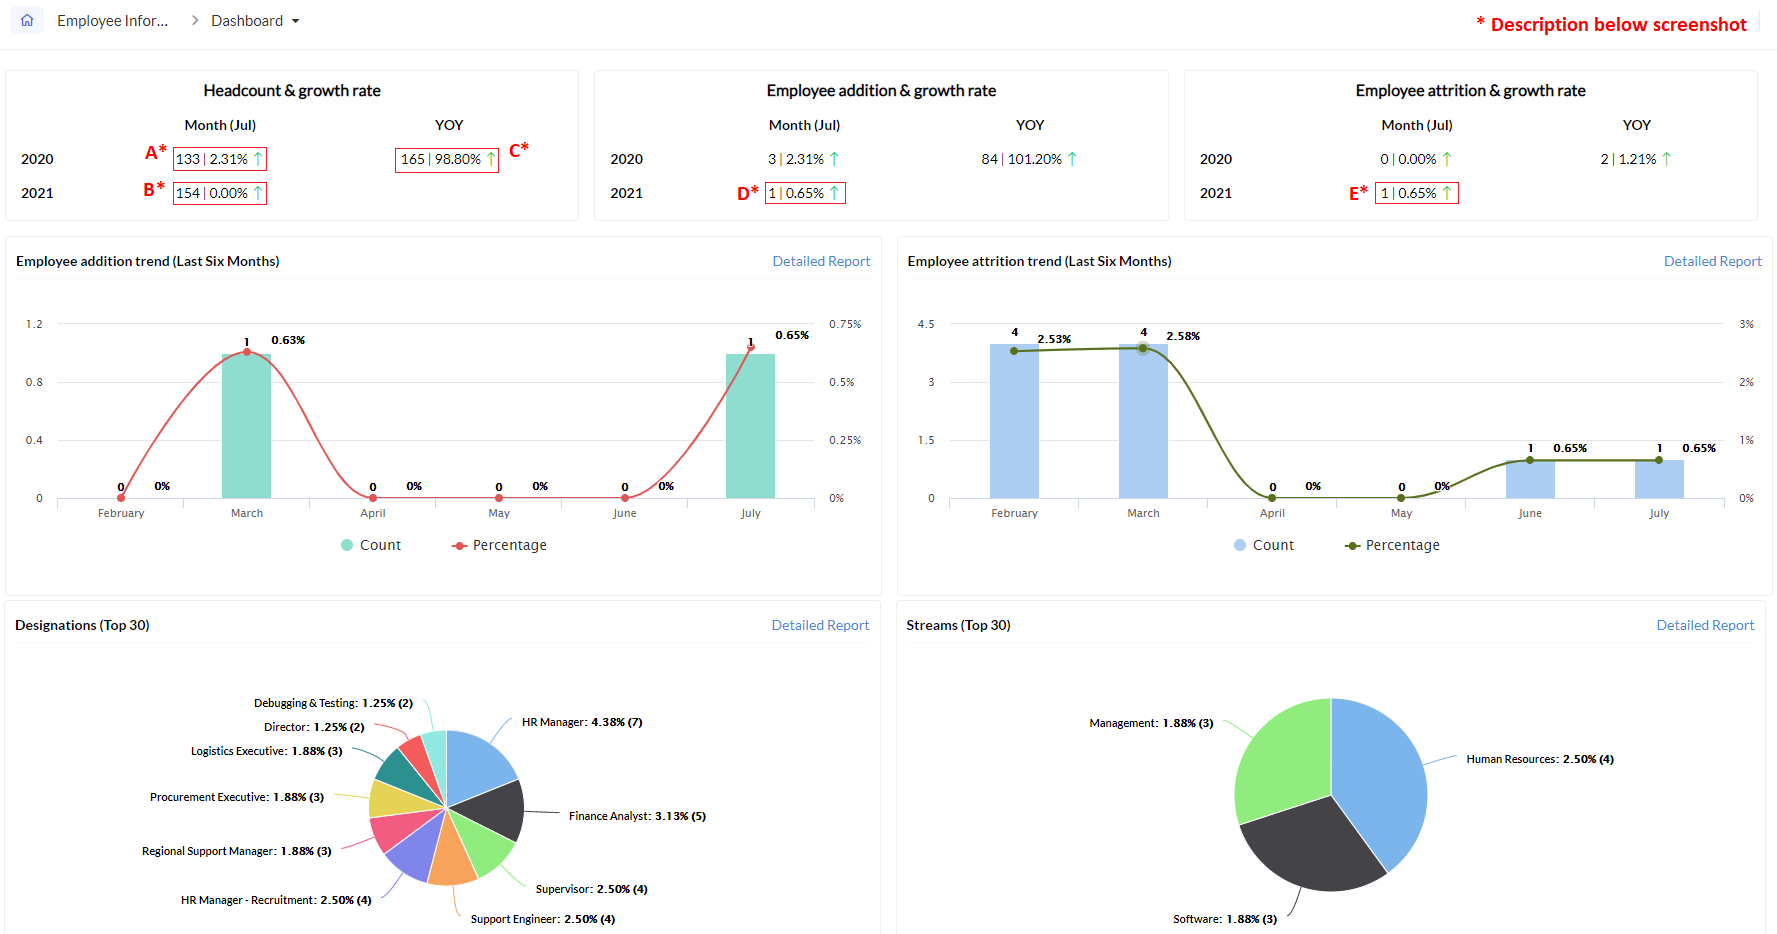 Employee Infor... > Dashboard
* Description below screenshot
Headcount & growth rate
Month (Jul) YOY
2020 A* 133 | 2.31% ↑ 165 | 98.80% ↑ C*
2021 B* 154 | 0.00% ↑
Employee addition & growth rate
Month (Jul) YOY
2020 3 | 2.31% ↑ 84 | 101.20% ↑
2021 D* 1 | 0.65% ↑
Employee attrition & growth rate
Month (Jul) YOY
2020 0 | 0.00% ↑ 2 | 1.21% ↑
2021 E* 1 | 0.65% ↑
Employee addition trend (Last Six Months) Detailed Report
1.2 1 0.63% 1 0.65% 0.75%
0.8 0.5%
0.4 0.25%
0 0 0% 0 0% 0 0% 0 0% 0%
February March April May June July
Count Percentage
Employee attrition trend (Last Six Months) Detailed Report
4.5 4 2.53% 4 2.58% 3%
3 2%
1.5 1 0.65% 1 0.65% 1%
0 0 0% 0 0% 0%
February March April May June July
Count Percentage
Designations (Top 30) Detailed Report
Debugging & Testing: 1.25% (2)
HR Manager: 4.38% (7)
Director: 1.25% (2)
Logistics Executive: 1.88% (3)
Procurement Executive: 1.88% (3)
Finance Analyst: 3.13% (5)
Regional Support Manager: 1.88% (3)
Supervisor: 2.50% (4)
HR Manager - Recruitment: 2.50% (4)
Support Engineer: 2.50% (4)
Streams (Top 30) Detailed Report
Management: 1.88% (3)
Human Resources: 2.50% (4)
Software: 1.88% (3)